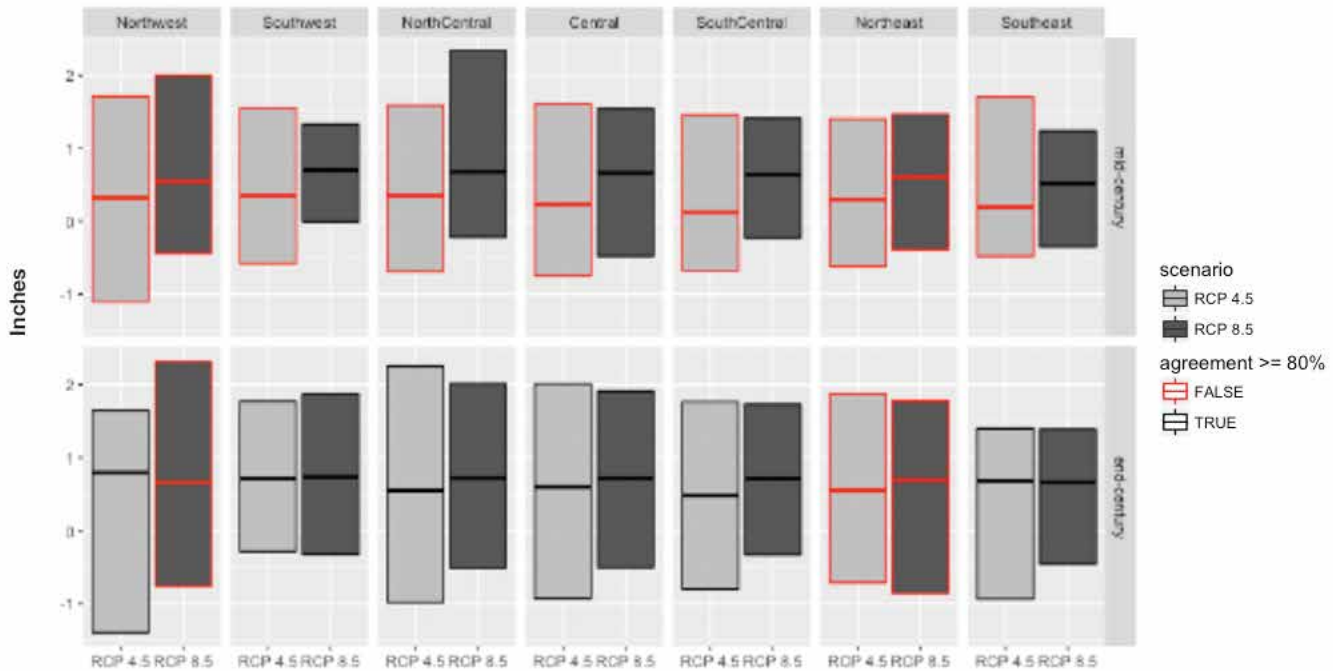 Northwest Southwest NorthCentral Central SouthCentral Northeast Southeast
2
1
0
-1
mid-century
Inches
scenario
RCP 4.5
RCP 8.5
agreement >= 80%
FALSE
TRUE
2
1
0
-1
end-century
RCP 4.5 RCP 8.5 RCP 4.5 RCP 8.5 RCP 4.5 RCP 8.5 RCP 4.5 RCP 8.5 RCP 4.5 RCP 8.5 RCP 4.5 RCP 8.5 RCP 4.5 RCP 8.5